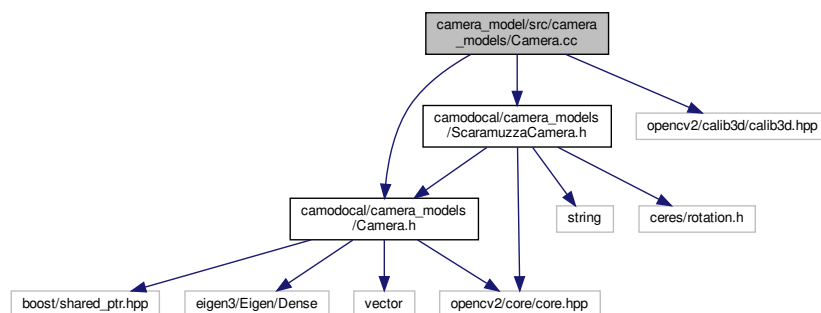 camera_model/src/camera
_models/Camera.cc
camodocal/camera_models
/ScaramuzzaCamera.h
opencv2/calib3d/calib3d.hpp
camodocal/camera_models
/Camera.h
string
ceres/rotation.h
boost/shared_ptr.hpp
eigen3/Eigen/Dense
vector
opencv2/core/core.hpp